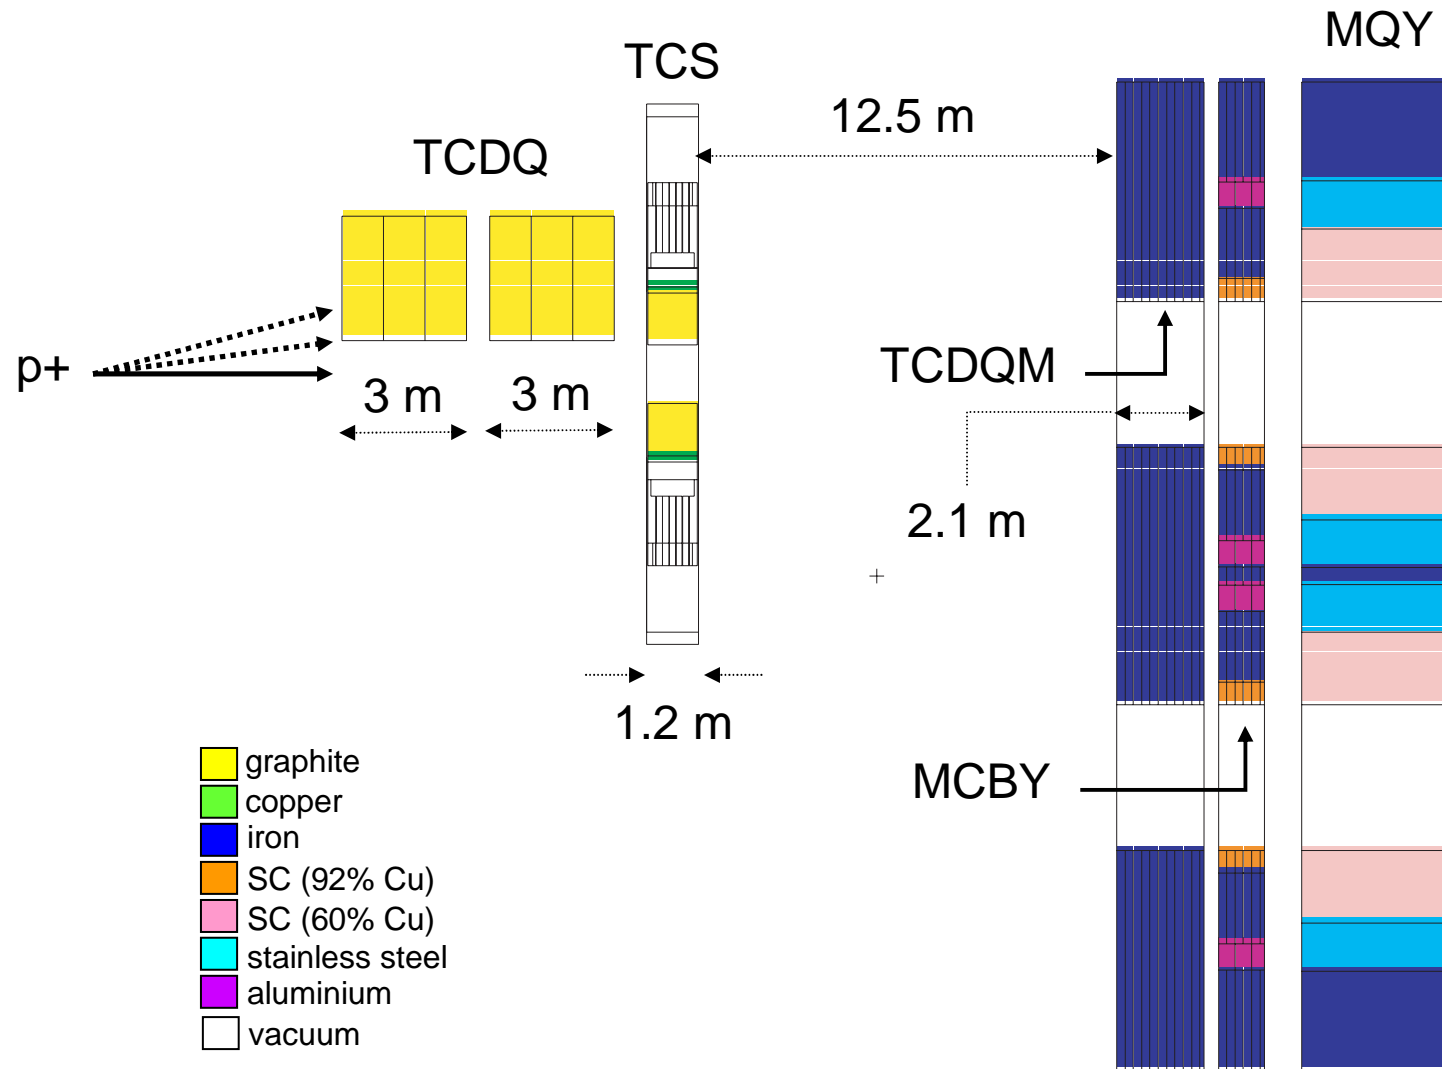 MQY
TCS
12.5 m
TCDQ
p+
3 m
3 m
TCDQM
2.1 m
1.2 m
MCBY
graphite
copper
iron
SC (92% Cu)
SC (60% Cu)
stainless steel
aluminium
vacuum